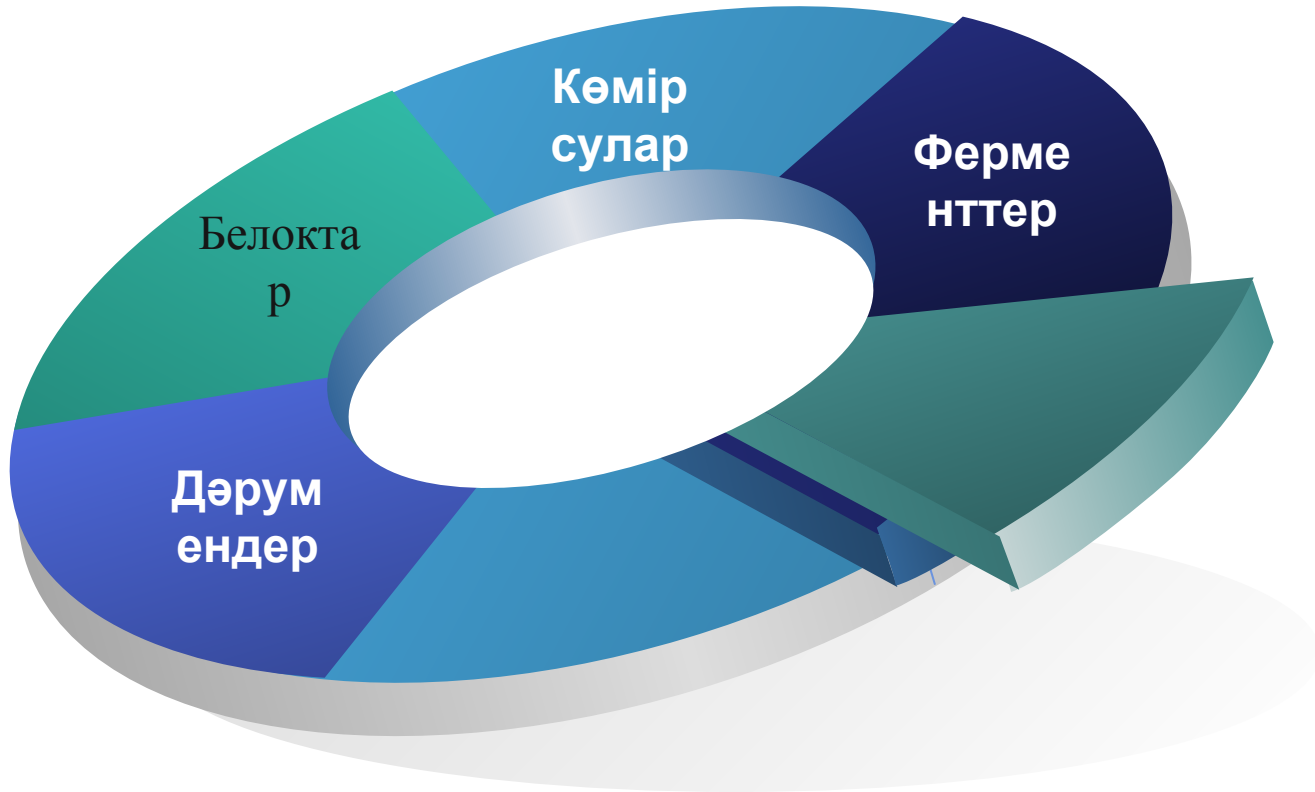 Көмір
сулар
Ферме
нттер
Белокта
р
Дәрум
ендер